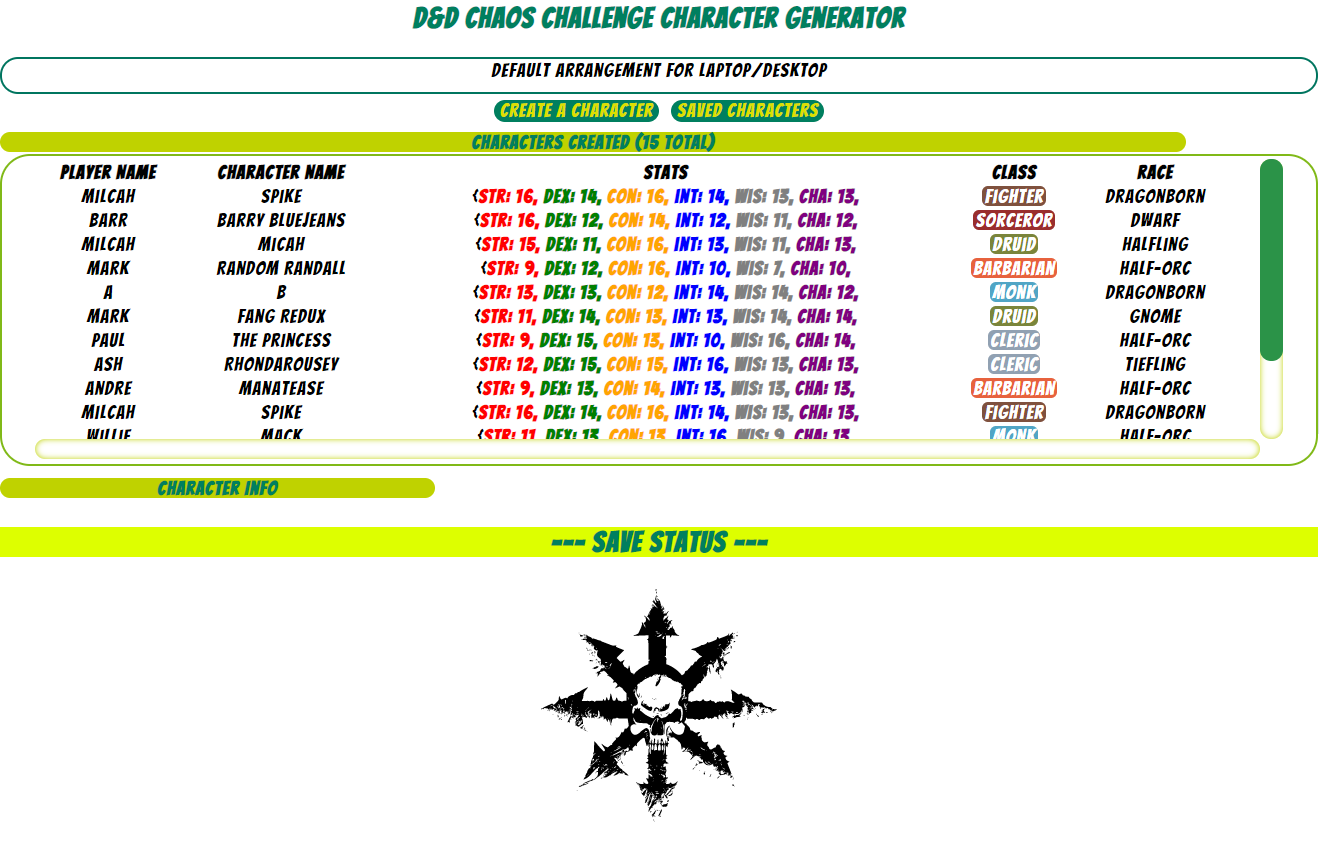 D&D CHAOS CHALLENGE CHARACTER GENERATOR
DEFAULT ARRANGEMENT FOR LAPTOP/DESKTOP
CREATE A CHARACTER SAVED CHARACTERS
CHARACTERS CREATED (15 TOTAL)
PLAYER NAME CHARACTER NAME STATS CLASS RACE
MILCAH SPIKE {STR: 16, DEX: 14, CON: 16, INT: 14, WIS: 13, CHA: 13, FIGHTER DRAGONBORN
BARR BARRY BLUEJEANS {STR: 16, DEX: 12, CON: 14, INT: 12, WIS: 11, CHA: 12, SORCEROR DWARF
MILCAH MICAH {STR: 15, DEX: 11, CON: 16, INT: 13, WIS: 11, CHA: 13, DRUID HALFLING
MARK RANDOM RANDALL {STR: 9, DEX: 12, CON: 16, INT: 10, WIS: 7, CHA: 10, BARBARIAN HALF-ORC
A B {STR: 13, DEX: 13, CON: 12, INT: 14, WIS: 14, CHA: 12, MONK DRAGONBORN
MARK FANG REDUX {STR: 11, DEX: 14, CON: 13, INT: 13, WIS: 14, CHA: 14, DRUID GNOME
PAUL THE PRINCESS {STR: 9, DEX: 15, CON: 13, INT: 10, WIS: 16, CHA: 14, CLERIC HALF-ORC
ASH RHONDAROUSEY {STR: 12, DEX: 15, CON: 15, INT: 16, WIS: 13, CHA: 13, CLERIC TIEFLING
ANDRE MANATEASE {STR: 9, DEX: 13, CON: 14, INT: 13, WIS: 13, CHA: 13, BARBARIAN HALF-ORC
MILCAH SPIKE {STR: 16, DEX: 14, CON: 16, INT: 14, WIS: 13, CHA: 13, FIGHTER DRAGONBORN
WILLIE MACK {STR: 11, DEX: 13, CON: 13, INT: 16, WIS: 9, CHA: 13, MONK HALF-ORC
CHARACTER INFO
--- SAVE STATUS ---